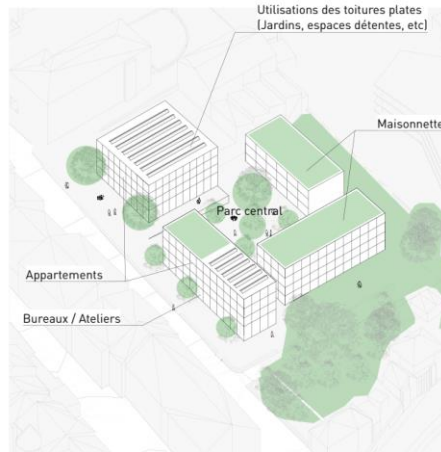 Utilisations des toitures plates
(Jardins, espaces détentes, etc)
Maisonnette
Parc central
Appartements
Bureaux / Ateliers